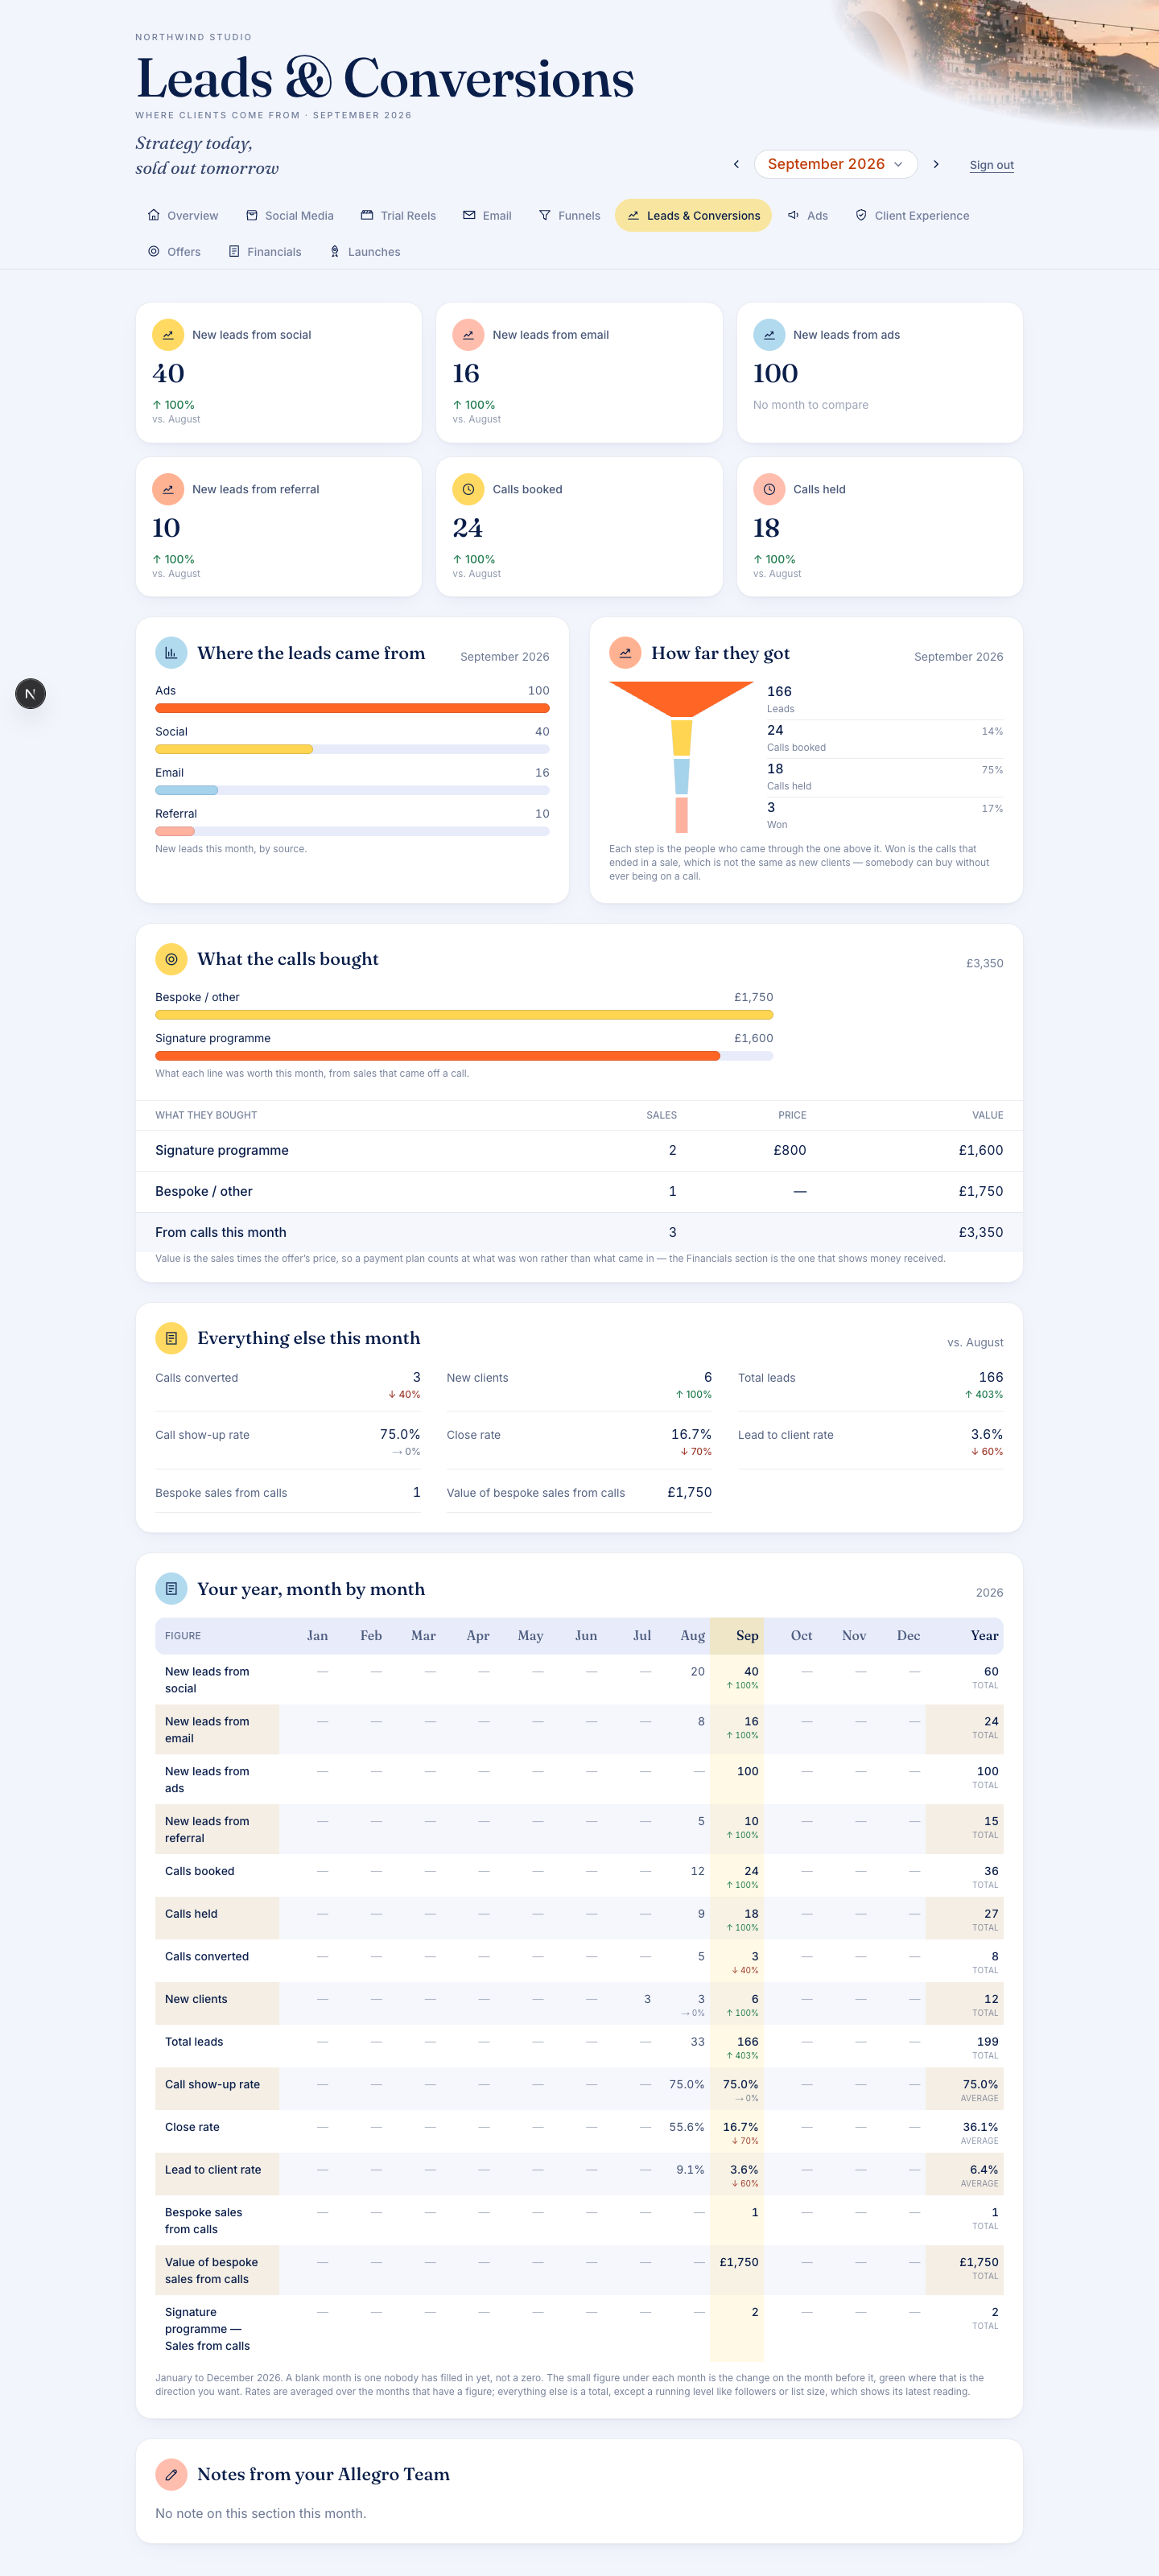 NORTHWIND STUDIO
Leads & Conversions
WHERE CLIENTS COME FROM · SEPTEMBER 2026
Strategy today,
sold out tomorrow
September 2026
Sign out
Overview
Social Media
Trial Reels
Email
Funnels
Leads & Conversions
Ads
Client Experience
Offers
Financials
Launches
New leads from social
40
↑ 100%
vs. August
New leads from email
16
↑ 100%
vs. August
New leads from ads
100
No month to compare
New leads from referral
10
↑ 100%
vs. August
Calls booked
24
↑ 100%
vs. August
Calls held
18
↑ 100%
vs. August
Where the leads came from
September 2026
Ads 100
Social 40
Email 16
Referral 10
New leads this month, by source.
How far they got
September 2026
166
Leads
24
Calls booked
14%
18
Calls held
75%
3
Won
17%
Each step is the people who came through the one above it. Won is the calls that
ended in a sale, which is not the same as new clients — somebody can buy without
ever being on a call.
N
What the calls bought
£3,350
Bespoke / other £1,750
Signature programme £1,600
What each line was worth this month, from sales that came off a call.
WHAT THEY BOUGHT SALES PRICE VALUE
Signature programme 2 £800 £1,600
Bespoke / other 1 — £1,750
From calls this month 3 £3,350
Value is the sales times the offer's price, so a payment plan counts at what was won rather than what came in — the Financials section is the one that shows money received.
Everything else this month
vs. August
Calls converted 3
↓ 40%
New clients 6
↑ 100%
Total leads 166
↑ 403%
Call show-up rate 75.0%
→ 0%
Close rate 16.7%
↓ 70%
Lead to client rate 3.6%
↓ 60%
Bespoke sales from calls 1
Value of bespoke sales from calls £1,750
Your year, month by month
2026
FIGURE Jan Feb Mar Apr May Jun Jul Aug Sep Oct Nov Dec Year
New leads from — — — — — — — 20 40 — — — 60
social ↑ 100% TOTAL
New leads from — — — — — — — 8 16 — — — 24
email ↑ 100% TOTAL
New leads from — — — — — — — — 100 — — — 100
ads TOTAL
New leads from — — — — — — — 5 10 — — — 15
referral ↑ 100% TOTAL
Calls booked — — — — — — — 12 24 — — — 36
↑ 100% TOTAL
Calls held — — — — — — — 9 18 — — — 27
↑ 100% TOTAL
Calls converted — — — — — — — 5 3 — — — 8
↓ 40% TOTAL
New clients — — — — — — 3 3 6 — — — 12
→ 0% ↑ 100% TOTAL
Total leads — — — — — — — 33 166 — — — 199
↑ 403% TOTAL
Call show-up rate — — — — — — — 75.0% 75.0% — — — 75.0%
→ 0% AVERAGE
Close rate — — — — — — — 55.6% 16.7% — — — 36.1%
↓ 70% AVERAGE
Lead to client rate — — — — — — — 9.1% 3.6% — — — 6.4%
↓ 60% AVERAGE
Bespoke sales — — — — — — — — 1 — — — 1
from calls TOTAL
Value of bespoke — — — — — — — — £1,750 — — — £1,750
sales from calls TOTAL
Signature — — — — — — — — 2 — — — 2
programme — TOTAL
Sales from calls
January to December 2026. A blank month is one nobody has filled in yet, not a zero. The small figure under each month is the change on the month before it, green where that is the
direction you want. Rates are averaged over the months that have a figure; everything else is a total, except a running level like followers or list size, which shows its latest reading.
Notes from your Allegro Team
No note on this section this month.